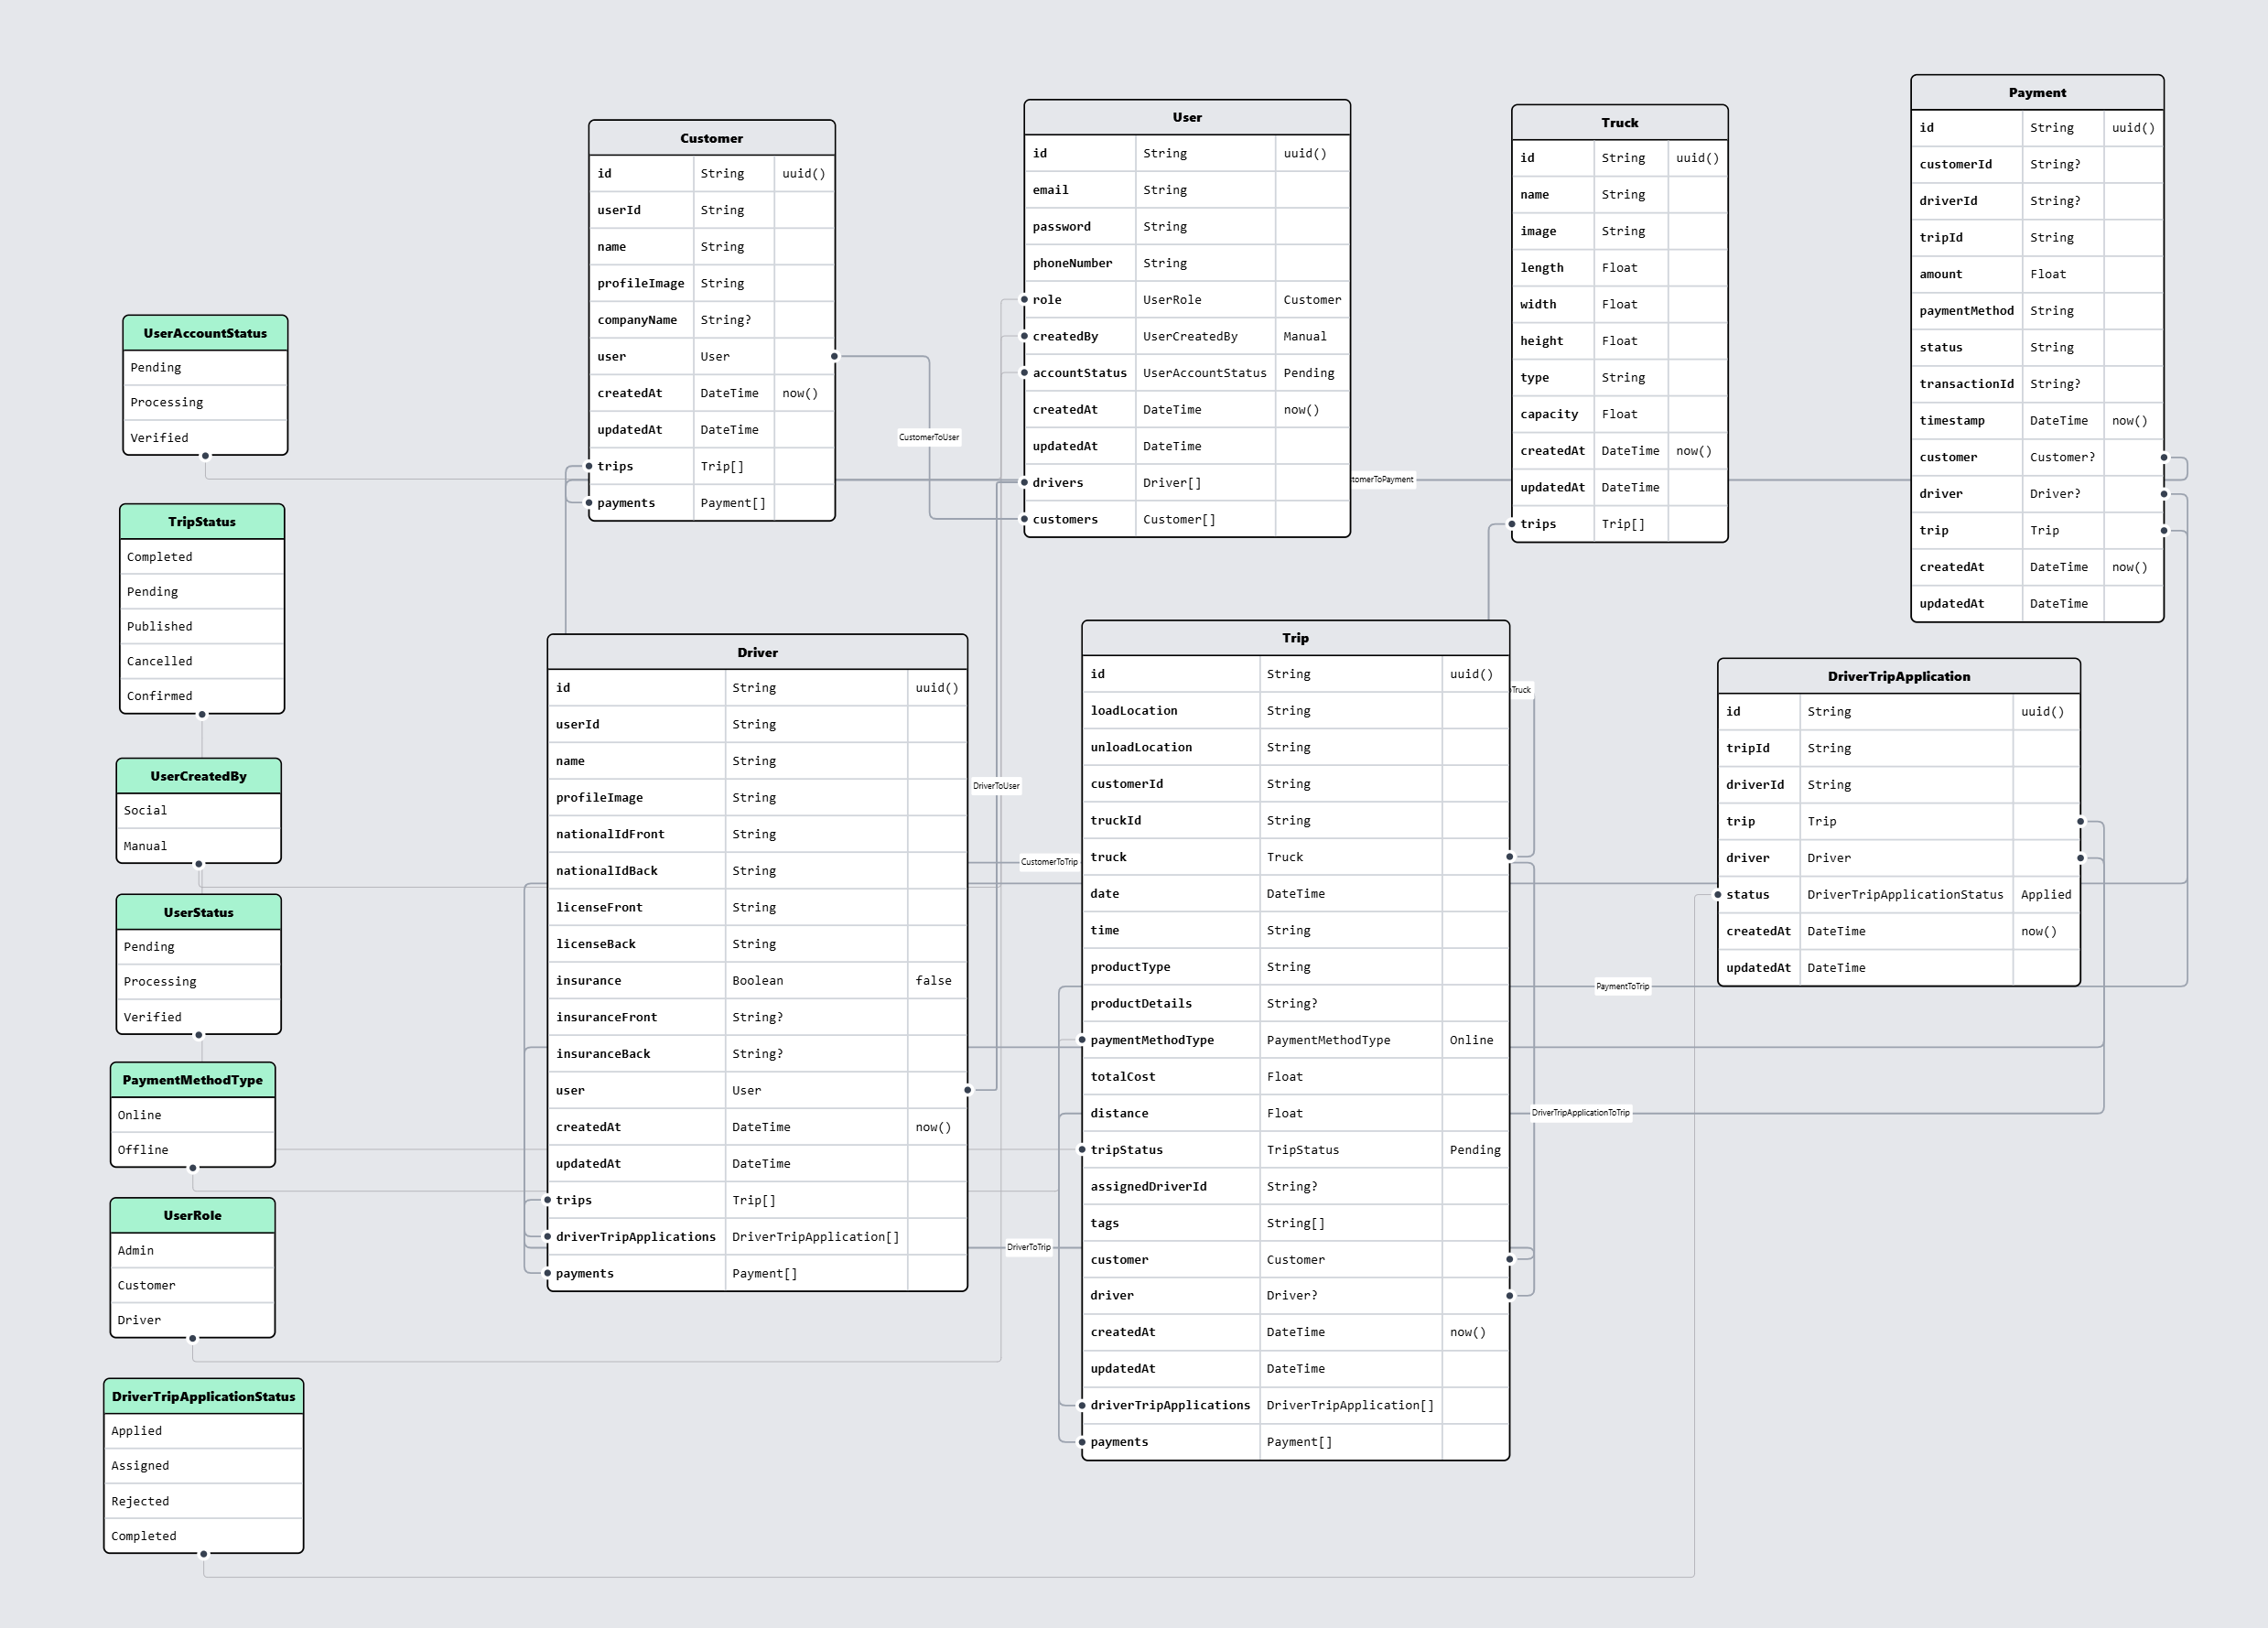 Customer
id String uuid()
userId String
name String
profileImage String
companyName String?
user User
createdAt DateTime now()
updatedAt DateTime
trips Trip[]
payments Payment[]
User
id String uuid()
email String
password String
phoneNumber String
role UserRole Customer
createdBy UserCreatedBy Manual
accountStatus UserAccountStatus Pending
createdAt DateTime now()
updatedAt DateTime
drivers Driver[]
customers Customer[]
Truck
id String uuid()
name String
image String
length Float
width Float
height Float
type String
capacity Float
createdAt DateTime now()
updatedAt DateTime
trips Trip[]
Payment
id String uuid()
customerId String?
driverId String?
tripId String
amount Float
paymentMethod String
status String
transactionId String?
timestamp DateTime now()
customer Customer?
driver Driver?
trip Trip
createdAt DateTime now()
updatedAt DateTime
UserAccountStatus
Pending
Processing
Verified
TripStatus
Completed
Pending
Published
Cancelled
Confirmed
UserCreatedBy
Social
Manual
UserStatus
Pending
Processing
Verified
PaymentMethodType
Online
Offline
UserRole
Admin
Customer
Driver
DriverTripApplicationStatus
Applied
Assigned
Rejected
Completed
Driver
id String uuid()
userId String
name String
profileImage String
nationalIdFront String
nationalIdBack String
licenseFront String
licenseBack String
insurance Boolean false
insuranceFront String?
insuranceBack String?
user User
createdAt DateTime now()
updatedAt DateTime
trips Trip[]
driverTripApplications DriverTripApplication[]
payments Payment[]
Trip
id String uuid()
loadLocation String
unloadLocation String
customerId String
truckId String
truck Truck
date DateTime
time String
productType String
productDetails String?
paymentMethodType PaymentMethodType Online
totalCost Float
distance Float
tripStatus TripStatus Pending
assignedDriverId String?
tags String[]
customer Customer
driver Driver?
createdAt DateTime now()
updatedAt DateTime
driverTripApplications DriverTripApplication[]
payments Payment[]
DriverTripApplication
id String uuid()
tripId String
driverId String
trip Trip
driver Driver
status DriverTripApplicationStatus Applied
createdAt DateTime now()
updatedAt DateTime
CustomerToUser
tomerToPayment
oTruck
DriverToUser
CustomerToTrip
PaymentToTrip
DriverTripApplicationToTrip
DriverToTrip